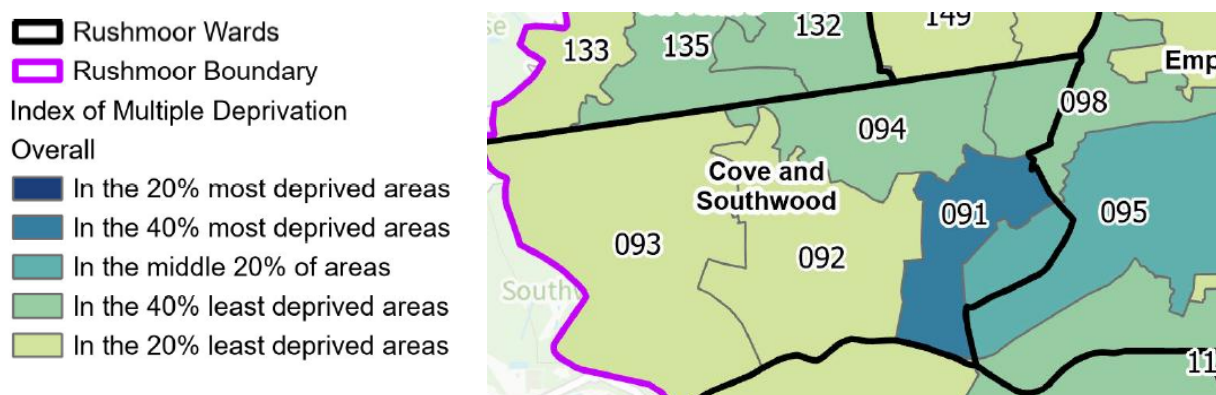 Rushmoor Wards
Rushmoor Boundary
Index of Multiple Deprivation
Overall
In the 20% most deprived areas
In the 40% most deprived areas
In the middle 20% of areas
In the 40% least deprived areas
In the 20% least deprived areas
133
135
132
149
Emp
098
094
Cove and
Southwood
091
095
093
092
Southw
11